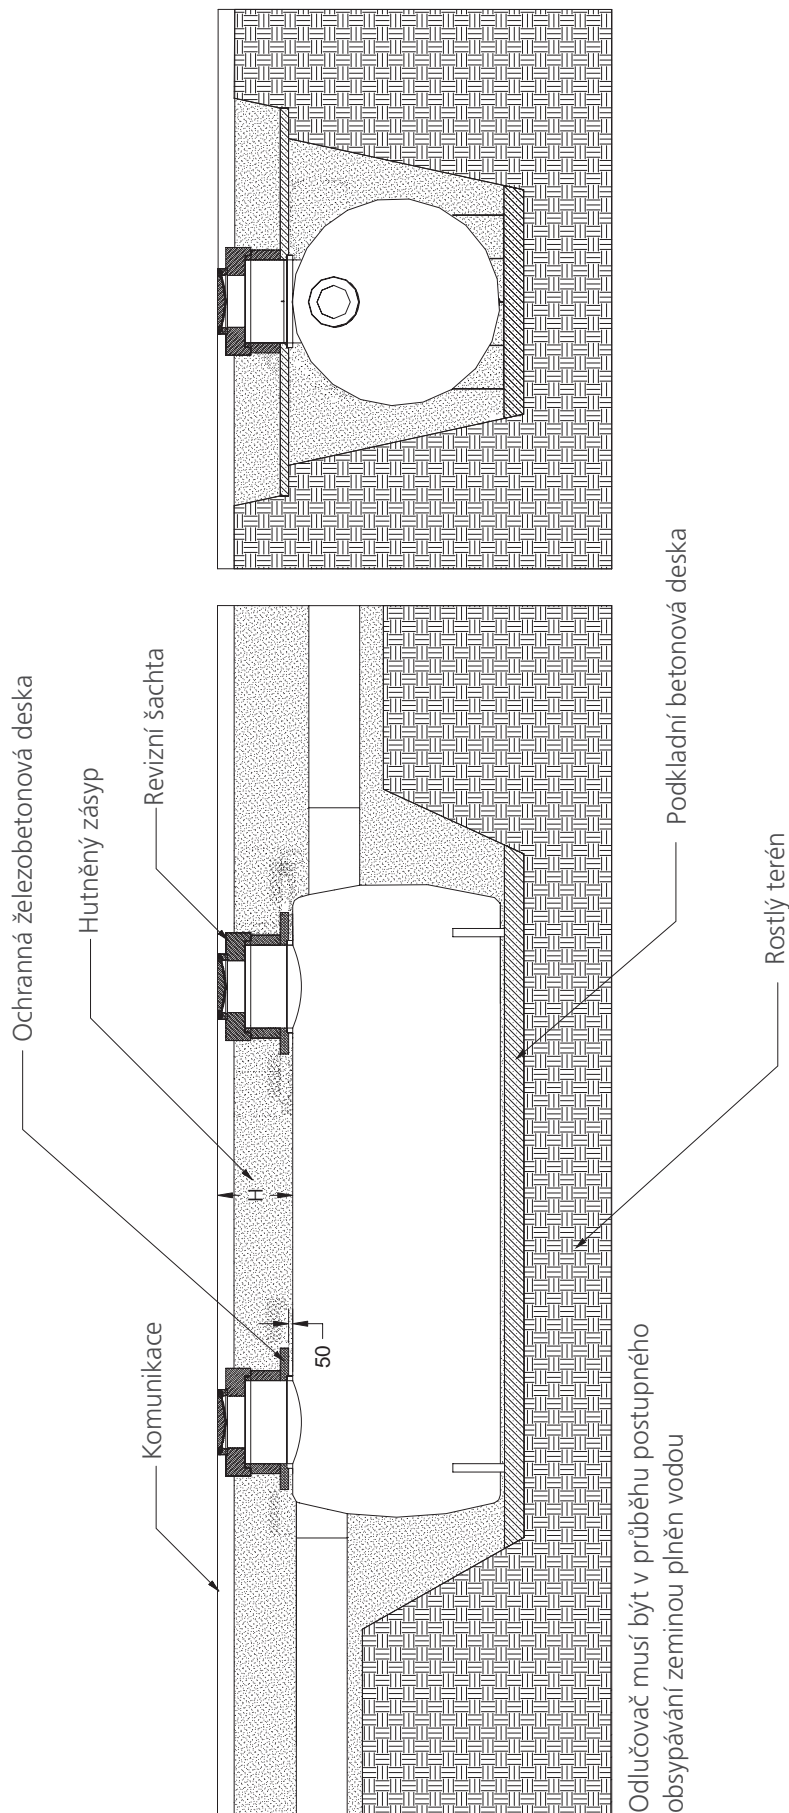 Komunikace
Ochranná železobetonová deska
Hutněný zásyp
Revizní šachta
50
H
Podkladní betonová deska
Rostlý terén
Odlučovač musí být v průběhu postupného
obsypávání zeminou plněn vodou